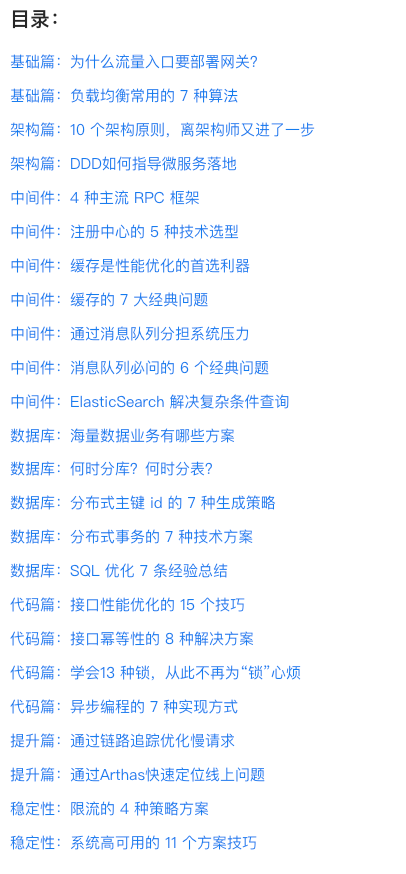 目录：
基础篇：为什么流量入口要部署网关？
基础篇：负载均衡常用的 7 种算法
架构篇：10 个架构原则，离架构师又进了一步
架构篇：DDD如何指导微服务落地
中间件：4 种主流 RPC 框架
中间件：注册中心的 5 种技术选型
中间件：缓存是性能优化的首选利器
中间件：缓存的 7 大经典问题
中间件：通过消息队列分担系统压力
中间件：消息队列必问的 6 个经典问题
中间件：ElasticSearch 解决复杂条件查询
数据库：海量数据业务有哪些方案
数据库：何时分库？何时分表？
数据库：分布式主键 id 的 7 种生成策略
数据库：分布式事务的 7 种技术方案
数据库：SQL 优化 7 条经验总结
代码篇：接口性能优化的 15 个技巧
代码篇：接口幂等性的 8 种解决方案
代码篇：学会13 种锁，从此不再为“锁”心烦
代码篇：异步编程的 7 种实现方式
提升篇：通过链路追踪优化慢请求
提升篇：通过Arthas快速定位线上问题
稳定性：限流的 4 种策略方案
稳定性：系统高可用的 11 个方案技巧